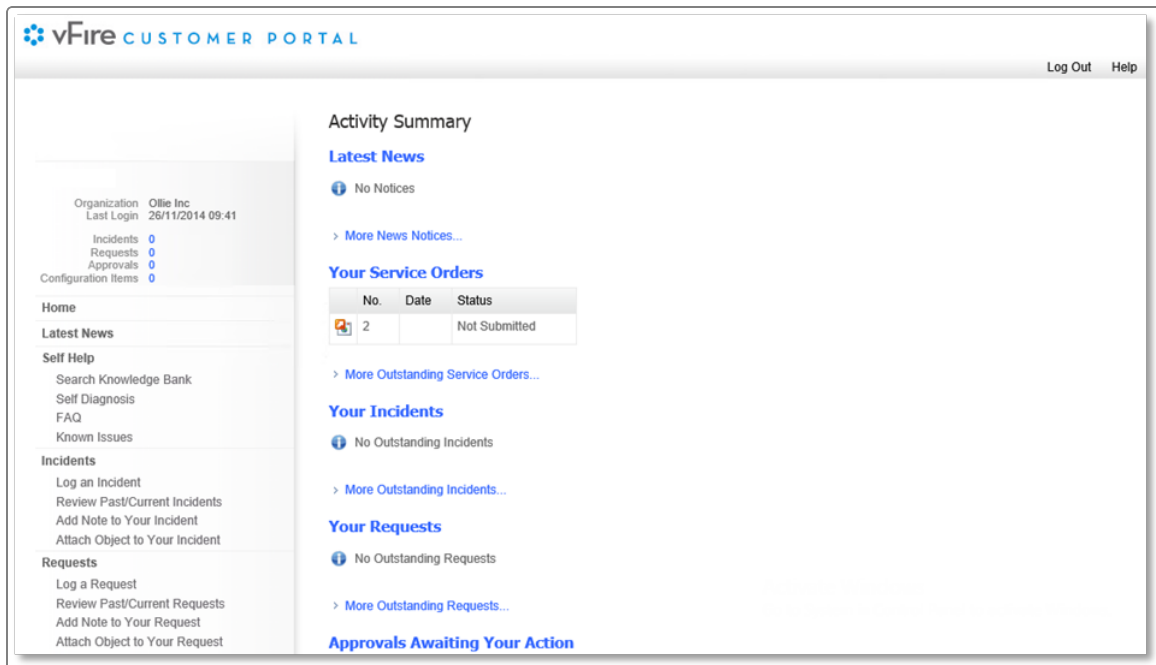 vFire CUSTOMER PORTAL
Log Out Help
Organization Ollie Inc
Last Login 26/11/2014 09:41
Incidents 0
Requests 0
Approvals 0
Configuration Items 0
Home
Latest News
Self Help
Search Knowledge Bank
Self Diagnosis
FAQ
Known Issues
Incidents
Log an Incident
Review Past/Current Incidents
Add Note to Your Incident
Attach Object to Your Incident
Requests
Log a Request
Review Past/Current Requests
Add Note to Your Request
Attach Object to Your Request
Activity Summary
Latest News
No Notices
> More News Notices...
Your Service Orders
No. Date Status
2 Not Submitted
> More Outstanding Service Orders...
Your Incidents
No Outstanding Incidents
> More Outstanding Incidents...
Your Requests
No Outstanding Requests
> More Outstanding Requests...
Approvals Awaiting Your Action